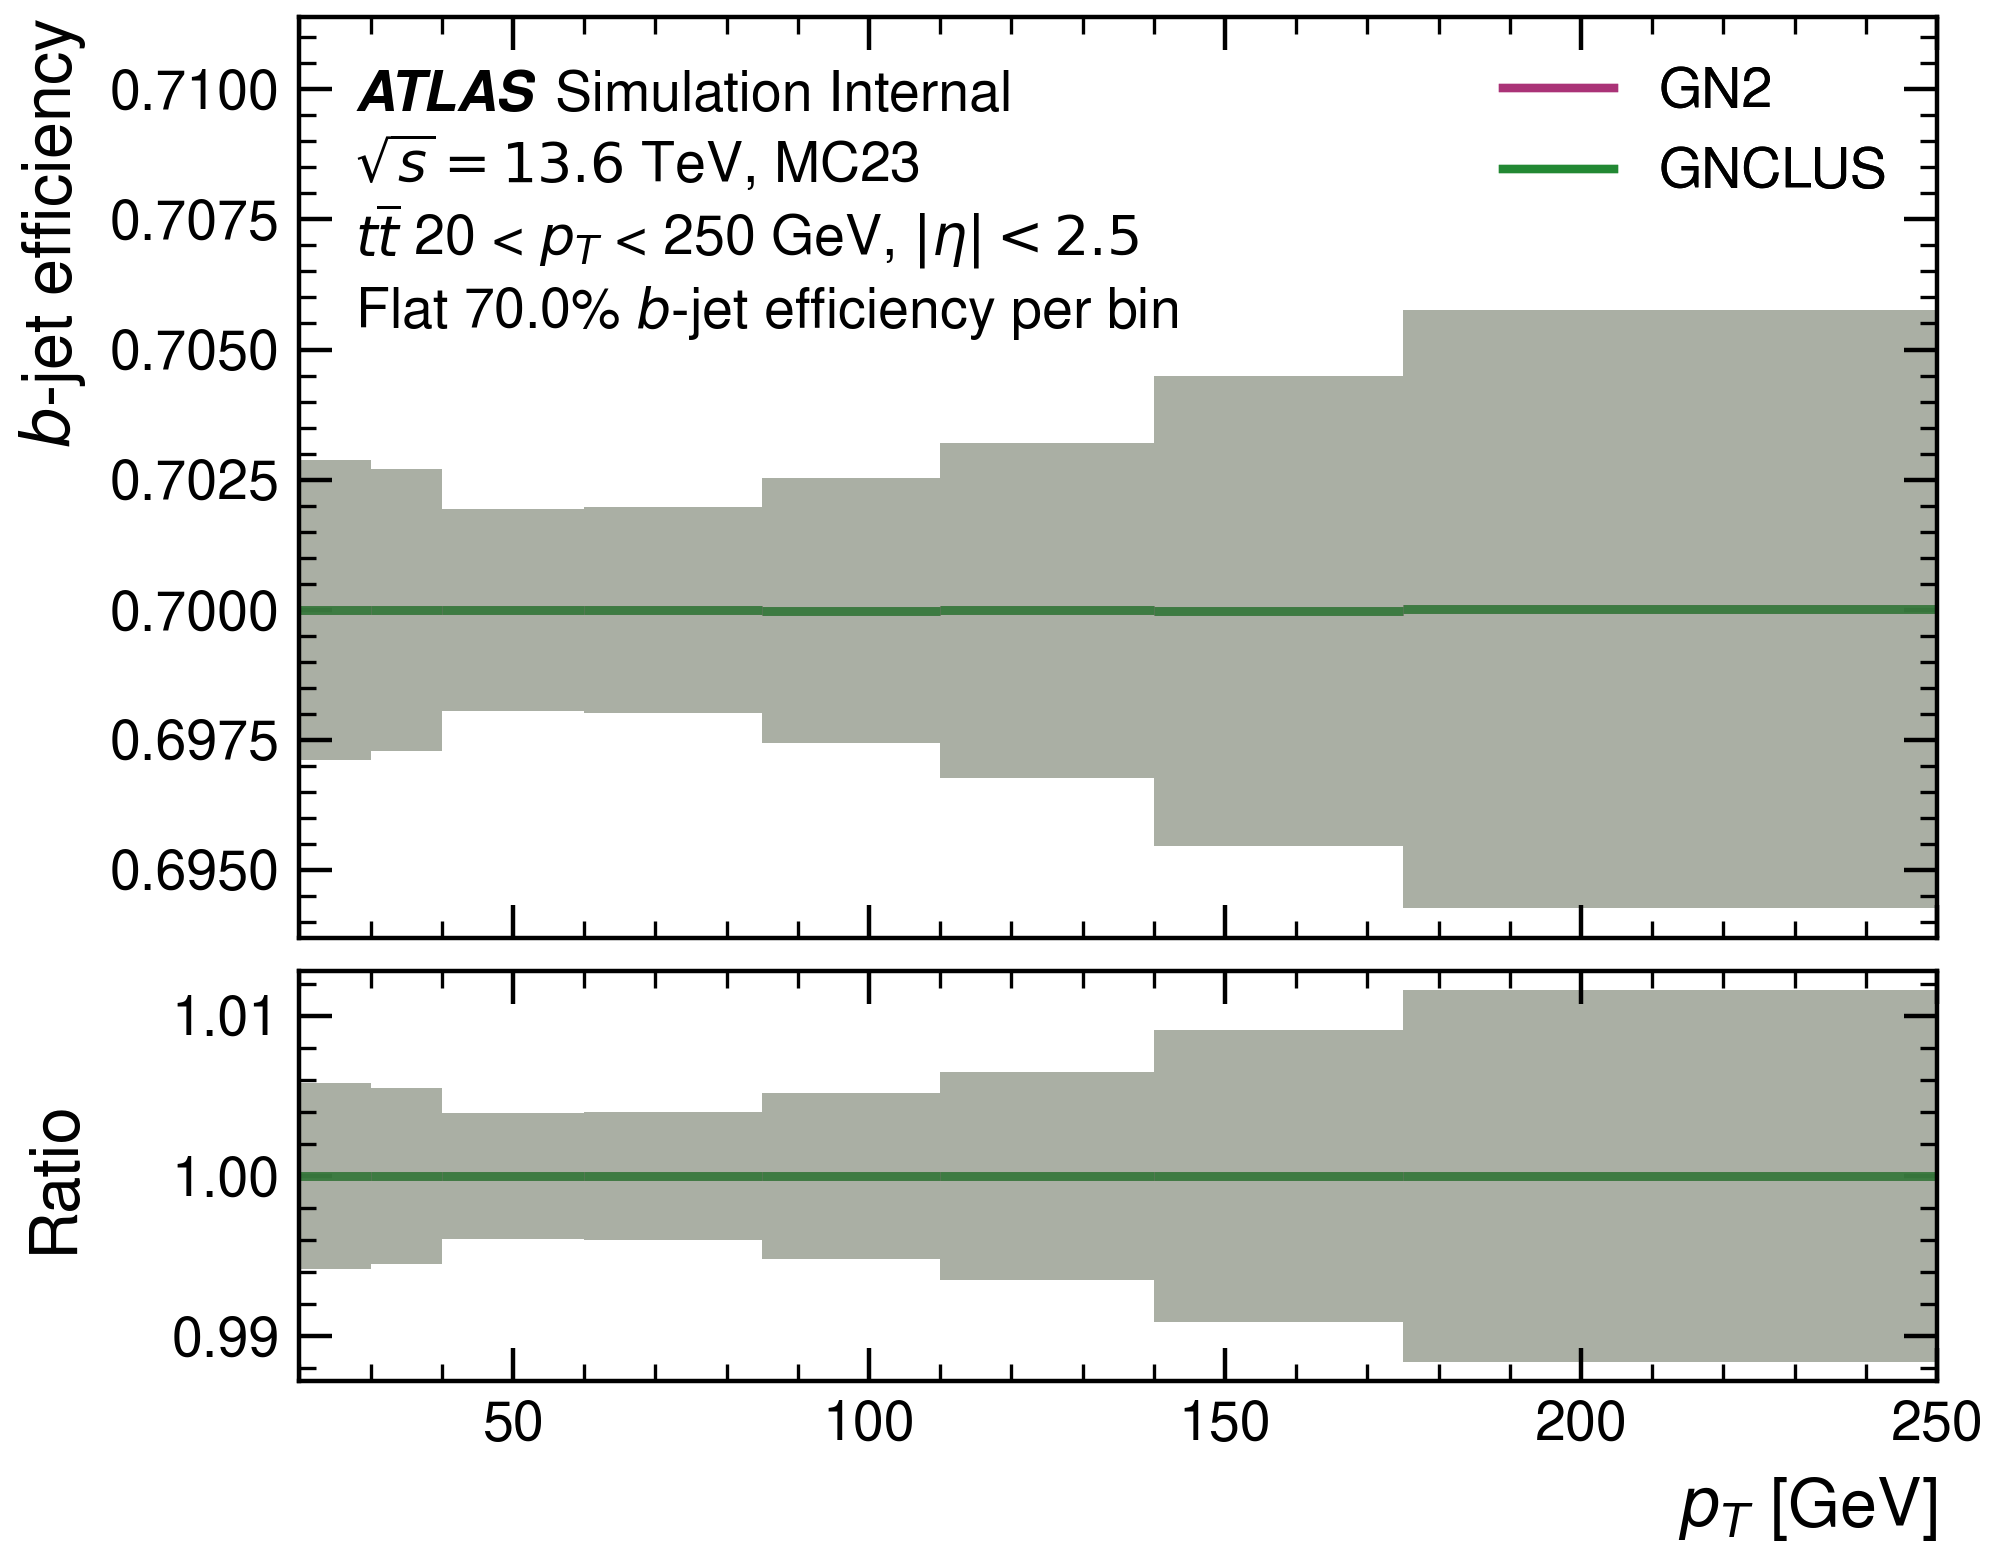 b-jet efficiency
0.7100
0.7075
0.7050
0.7025
0.7000
0.6975
0.6950
ATLAS Simulation Internal
√s = 13.6 TeV, MC23
tt̄ 20 < p_T < 250 GeV, |η| < 2.5
Flat 70.0% b-jet efficiency per bin
GN2
GNCLUS
Ratio
1.01
1.00
0.99
50 100 150 200 250
p_T [GeV]